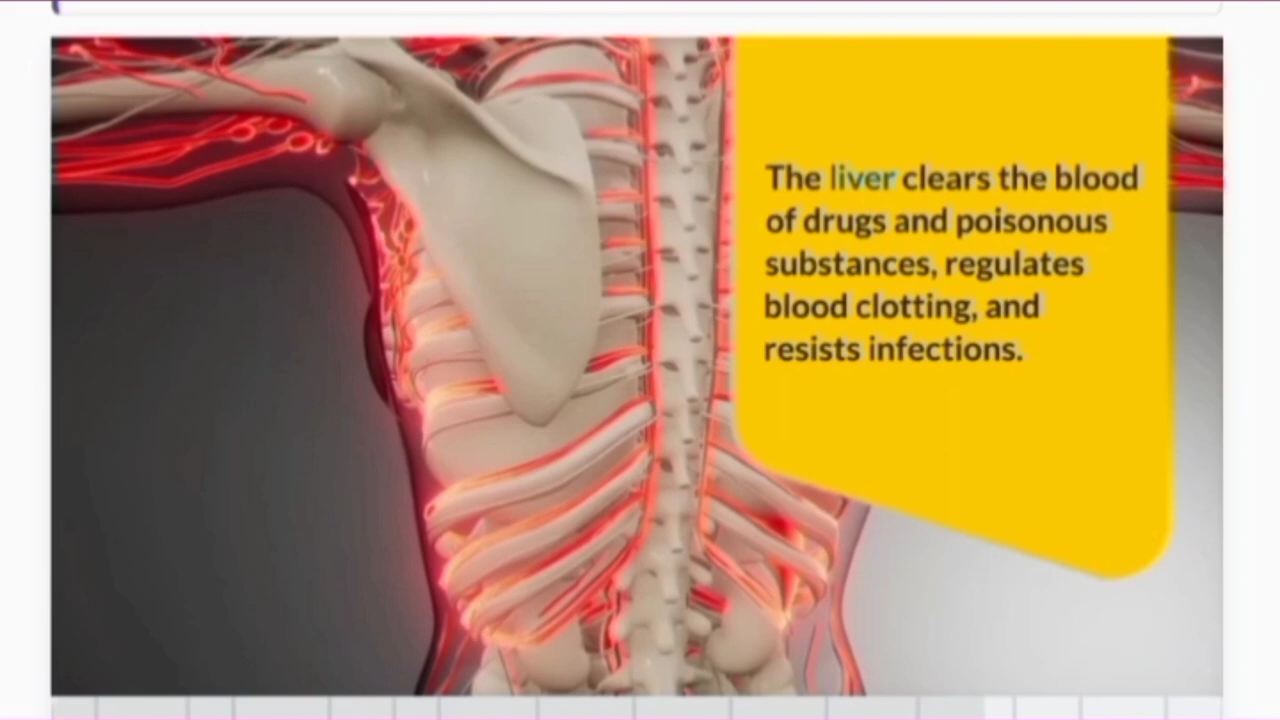 The liver clears the blood
of drugs and poisonous
substances, regulates
blood clotting, and
resists infections.